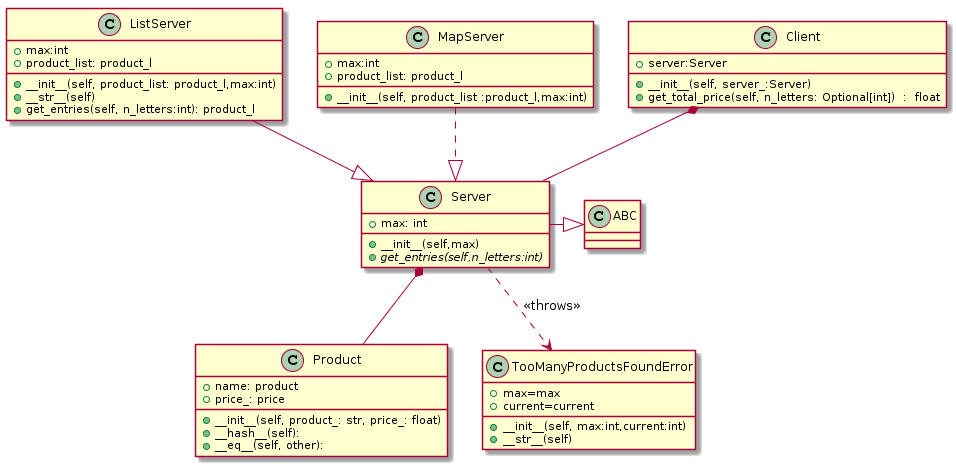 C ListServer
max:int
product_list: product_l
__init__(self, product_list: product_l,max:int)
__str__(self)
get_entries(self, n_letters:int): product_l
C MapServer
max:int
product_list: product_l
__init__(self, product_list :product_l,max:int)
C Client
server:Server
__init__(self, server_:Server)
get_total_price(self, n_letters: Optional[int]) : float
C Server
max: int
__init__(self,max)
get_entries(self,n_letters:int)
C ABC
«throws»
C Product
name: product
price_: price
__init__(self, product_: str, price_: float)
__hash__(self):
__eq__(self, other):
C TooManyProductsFoundError
max=max
current=current
__init__(self, max:int,current:int)
__str__(self)